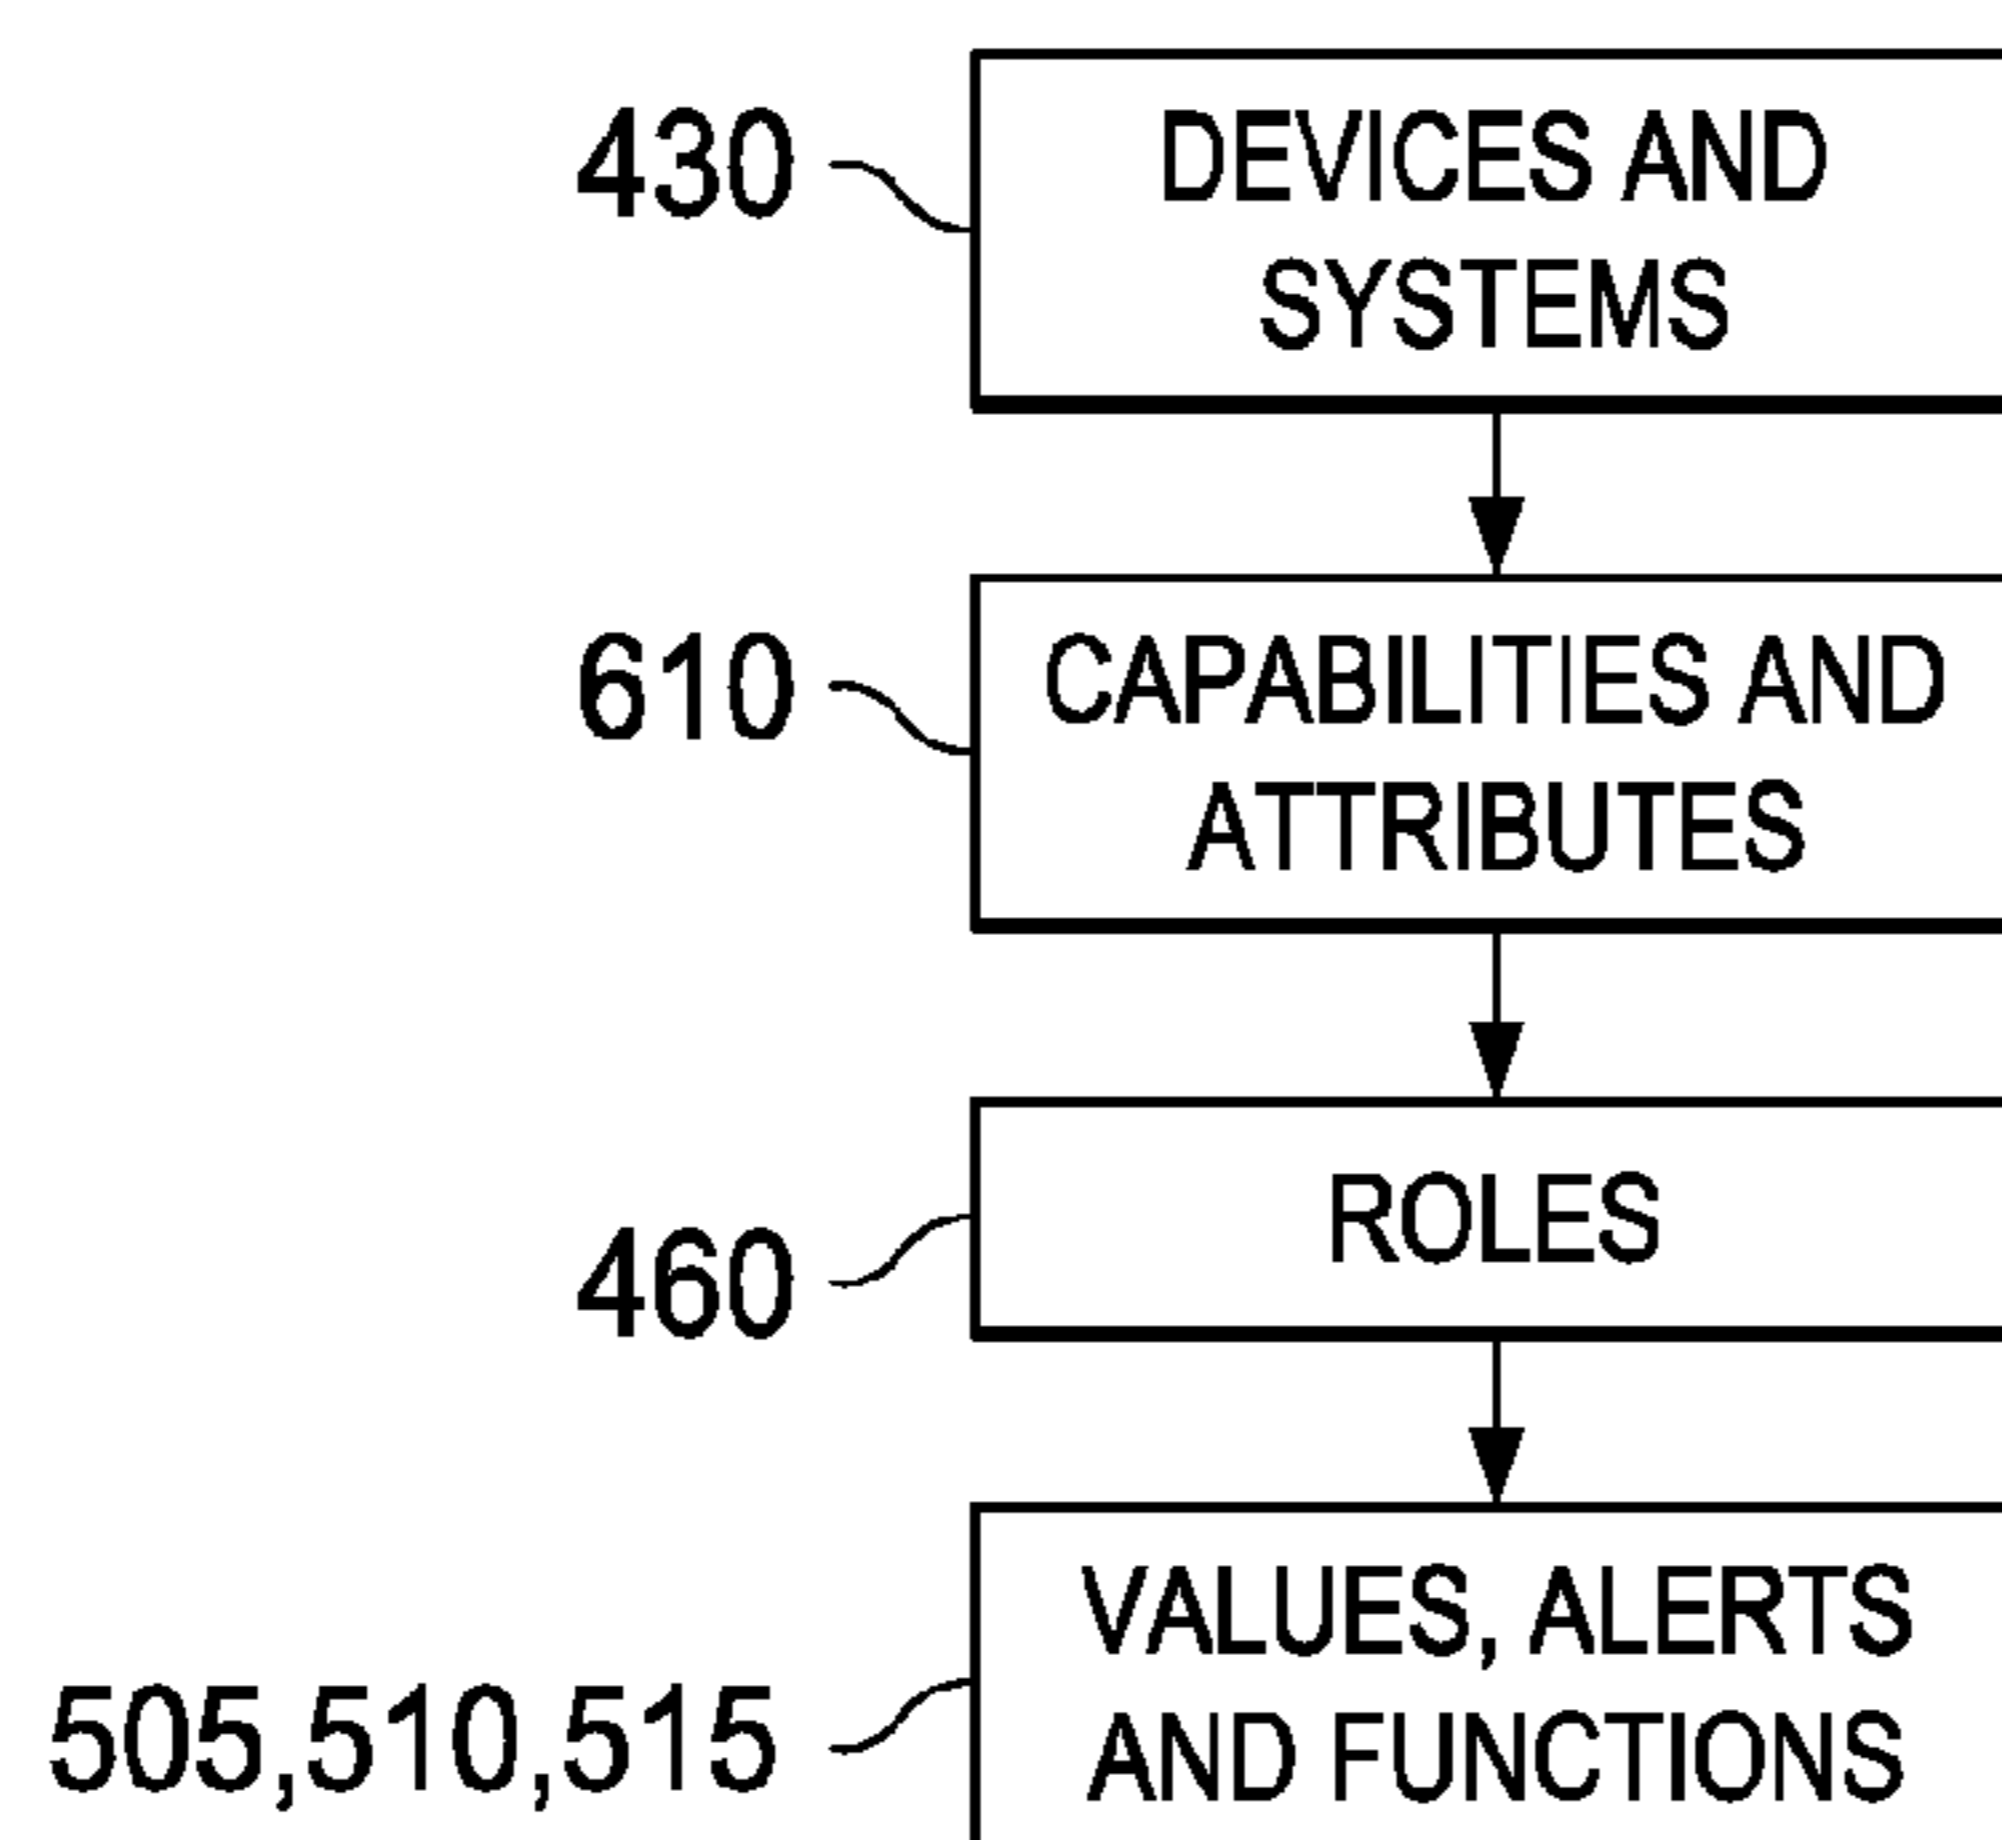 430
DEVICES AND
SYSTEMS
610
CAPABILITIES AND
ATTRIBUTES
460
ROLES
VALUES, ALERTS
505,510,515
AND FUNCTIONS